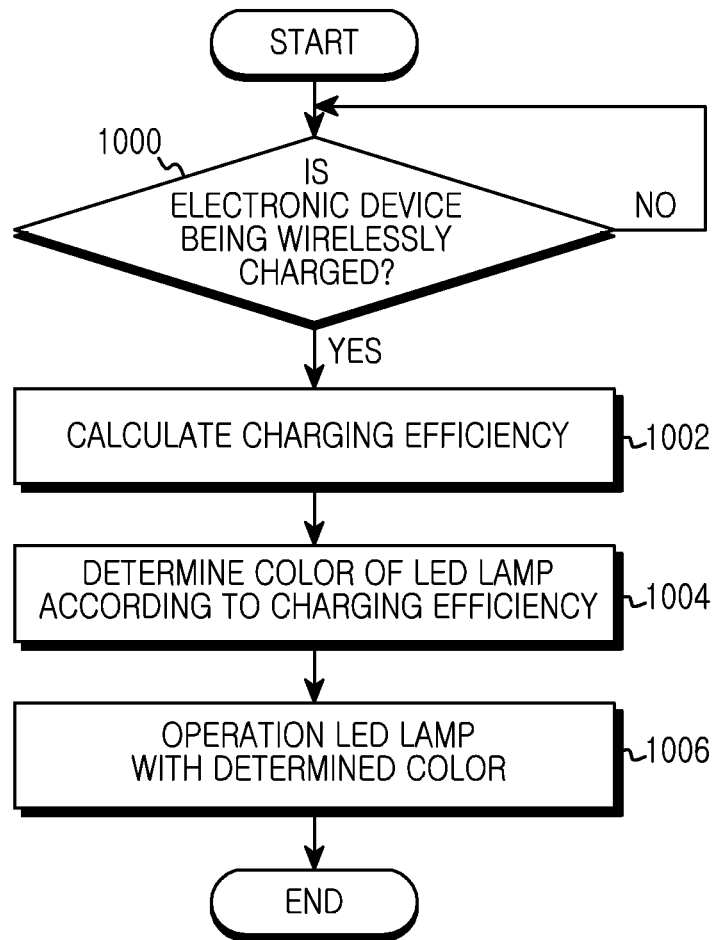 START
1000
IS
ELECTRONIC DEVICE
BEING WIRELESSLY
CHARGED?
NO
YES
CALCULATE CHARGING EFFICIENCY
1002
DETERMINE COLOR OF LED LAMP
ACCORDING TO CHARGING EFFICIENCY
1004
OPERATION LED LAMP
WITH DETERMINED COLOR
1006
END